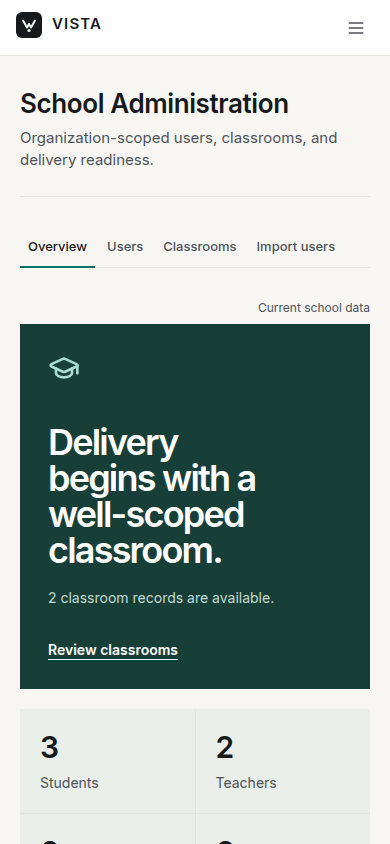 VISTA
School Administration
Organization-scoped users, classrooms, and
delivery readiness.
Overview
Users
Classrooms
Import users
Current school data
Delivery
begins with a
well-scoped
classroom.
2 classroom records are available.
Review classrooms
3
2
Students
Teachers